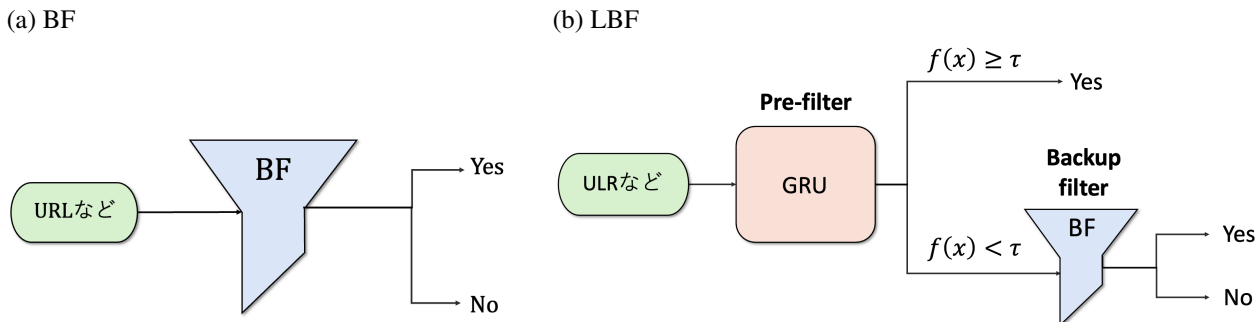 (a) BF
URLなど
BF
Yes
No
(b) LBF
ULRなど
Pre-filter
GRU
f(x) ≥ τ
Yes
f(x) < τ
Backup
filter
BF
Yes
No